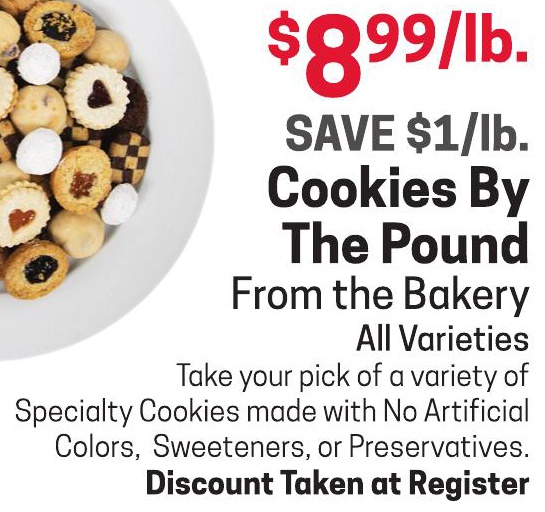 $8.99/lb.
SAVE $1/lb.
Cookies By
The Pound
From the Bakery
All Varieties
Take your pick of a variety of
Specialty Cookies made with No Artificial
Colors, Sweeteners, or Preservatives.
Discount Taken at Register